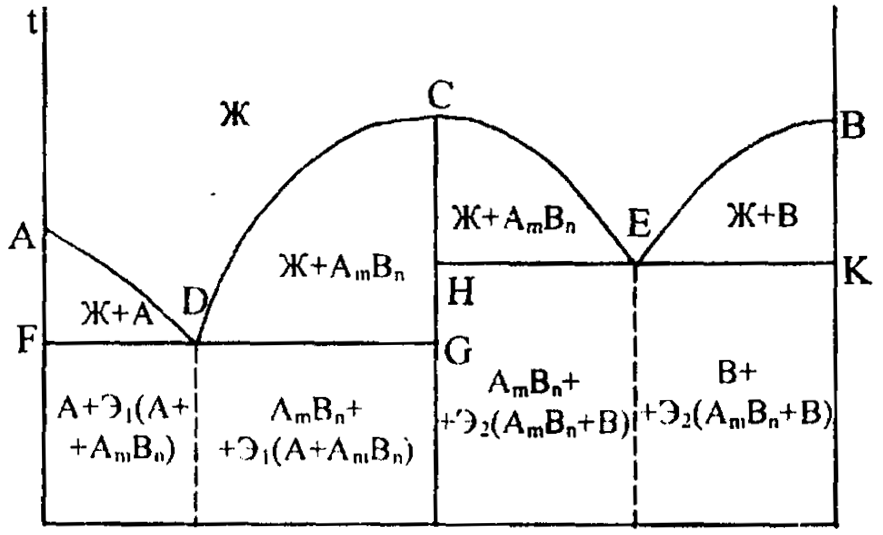 t
Ж
C
B
A
Ж+AmBn
E
Ж+B
Ж+AmBn
Ж+A
D
H
K
F
G
A+Э1(A+
+AmBn)
AmBn+
+Э1(A+AmBn)
AmBn+
+Э2(AmBn+B)
B+
+Э2(AmBn+B)